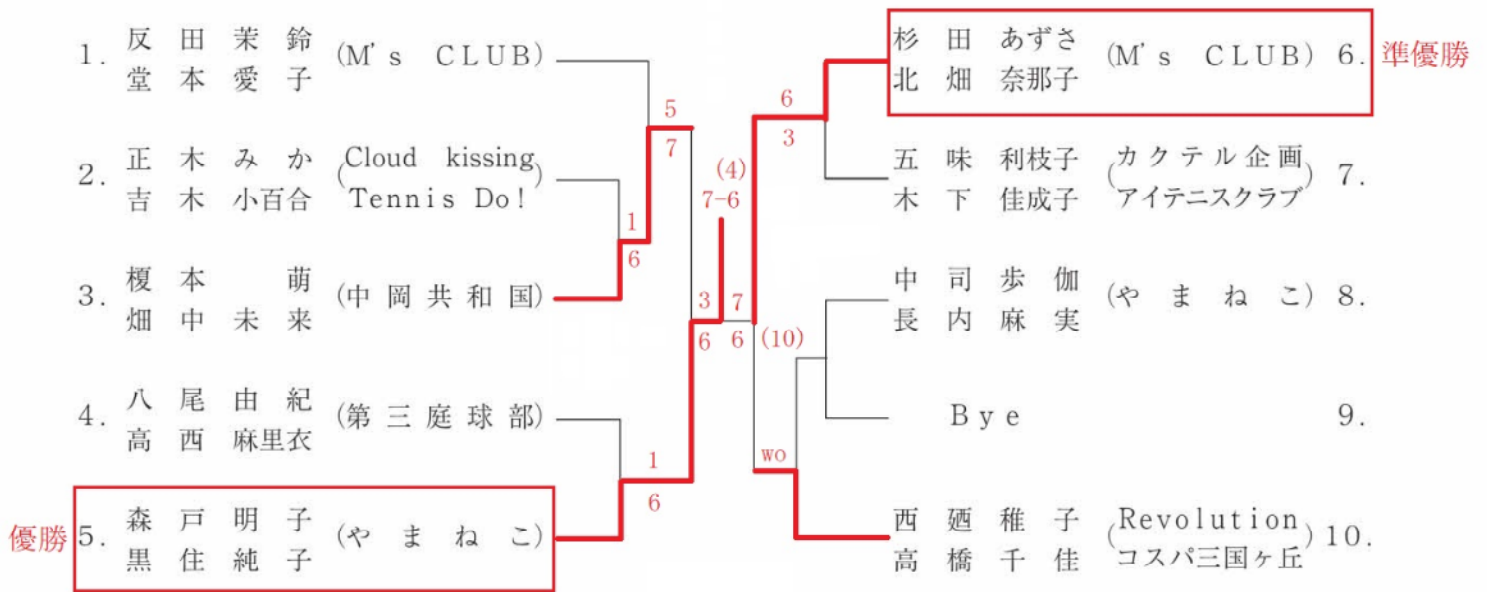 1. 反田茉鈴 (M's CLUB)
堂本愛子
2. 正木みか (Cloud kissing
吉木小百合 Tennis Do!)
3. 榎本 萌 (中岡共和国)
畑中未来
4. 八尾由紀 (第三庭球部)
高西麻里衣
優勝 5. 森戸明子 (やまねこ)
黒住純子
5
7
1
6
1
6
3
6
(4)
7-6
7
6
(10)
6
3
WO
杉田 あずさ (M's CLUB) 6. 準優勝
北畑 奈那子
五味 利枝子 (カクテル企画 7.
木下 佳成子 アイテニスクラブ)
中司歩伽 (やまねこ) 8.
長内麻実
Bye 9.
西廼稚子 (Revolution 10.
高橋千佳 コスパ三国ヶ丘)